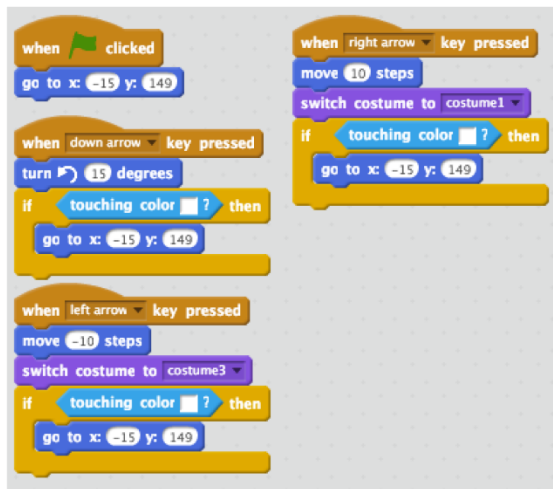 when clicked
go to x: -15 y: 149
when down arrow key pressed
turn 15 degrees
if touching color ? then
go to x: -15 y: 149
when left arrow key pressed
move -10 steps
switch costume to costume3
if touching color ? then
go to x: -15 y: 149
when right arrow key pressed
move 10 steps
switch costume to costume1
if touching color ? then
go to x: -15 y: 149